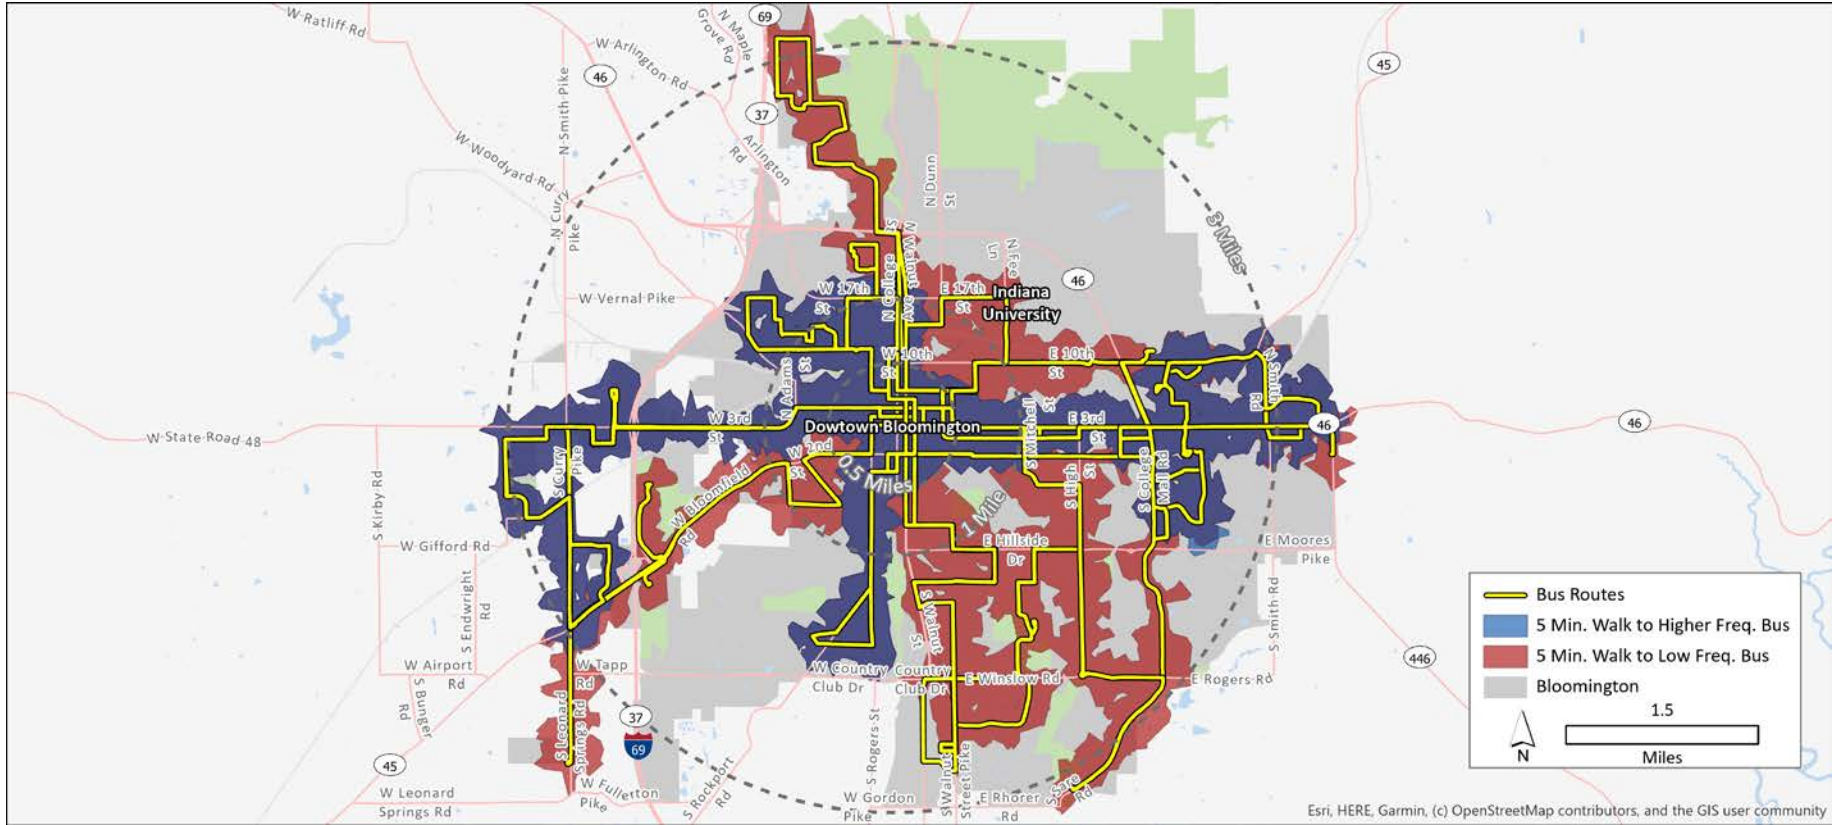 W Ratliff Rd
N Maple
Grove Rd
69
W Arlington Rd
46
45
N Smith Pike
37
Arlington
Rd
W Woodyard Rd
N Dunn
St
N Curry
Pike
3 Miles
N College
St
N Walnut
Ave
N Fee
Ln
46
W Vernal Pike
W 17th
St
E 17th
St
Indiana
University
W 10th
St
E 10th
St
N Adams
St
N Smith
Rd
W State Road 48
W 3rd
St
Dowtown Bloomington
S Mitchell
St
E 3rd
St
46
46
W 2nd
St
0.5 Miles
S Curry
Pike
S Kirby Rd
W Bloomfield
Rd
S High
St
S College
Mall Rd
1 Mile
W Gifford Rd
E Hillside
Dr
E Moores
Pike
S Endwright
Rd
S Walnut
St
S Smith Rd
W Airport
Rd
W Tapp
Rd
W Country
Club Dr
Country
Club Dr
E Winslow Rd
E Rogers Rd
446
S Bunger
Rd
S Leonard
Springs Rd
37
69
S Rogers St
45
S Walnut
Street Pike
S Sare
Rd
W Leonard
Springs Rd
W Fullerton
Pike
S Rockport
Rd
W Gordon
Pike
E Rhorer
Rd
Bus Routes
5 Min. Walk to Higher Freq. Bus
5 Min. Walk to Low Freq. Bus
Bloomington
N
1.5
Miles
Esri, HERE, Garmin, (c) OpenStreetMap contributors, and the GIS user community